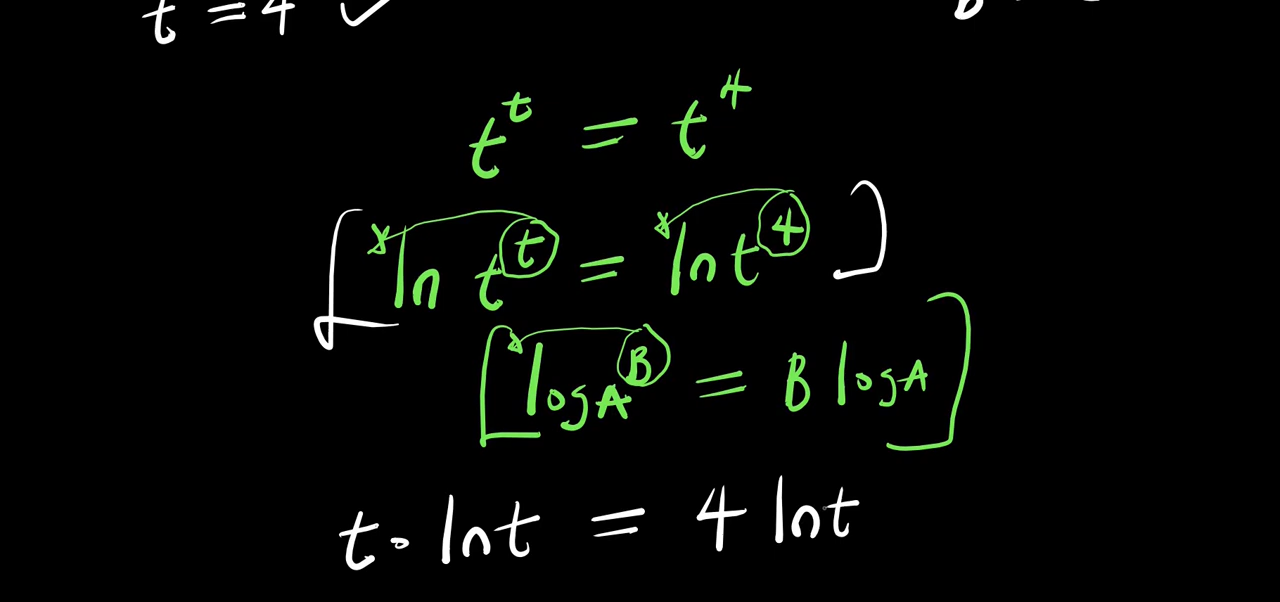 t = 4 ✓
t^t = t^4
[ln t^t = ln t^4]
[log A^B = B log A]
t · ln t = 4 ln t